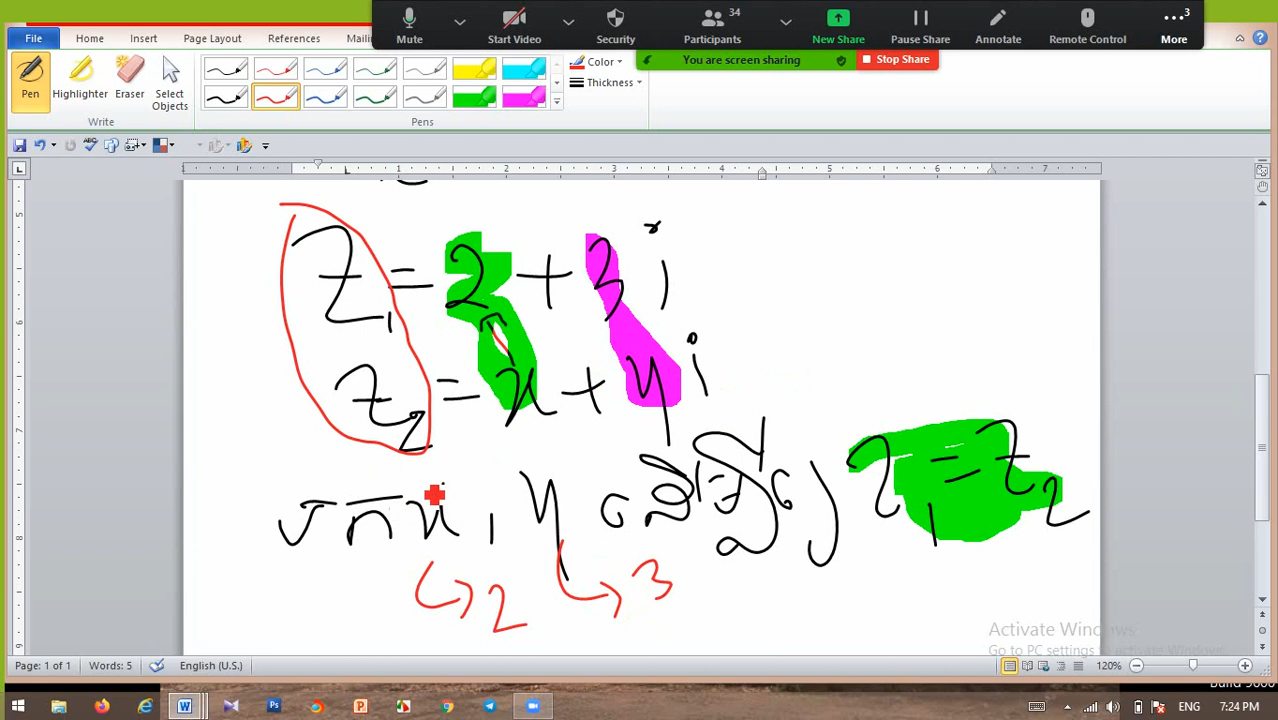 Mute
Start Video
Security
34
Participants
New Share
Pause Share
Annotate
Remote Control
3
More
File
Home
Insert
Page Layout
References
You are screen sharing
Stop Share
Pen
Highlighter
Eraser
Select Objects
Color
Thickness
Write
Pens
Z₁ = 2 + 3i
Z₂ = x + yi
x, y
Z₁ = Z₂
2
3
Activate Windows
Go to PC settings to activate Windows.
Page: 1 of 1
Words: 5
English (U.S.)
120%
ENG
7:24 PM